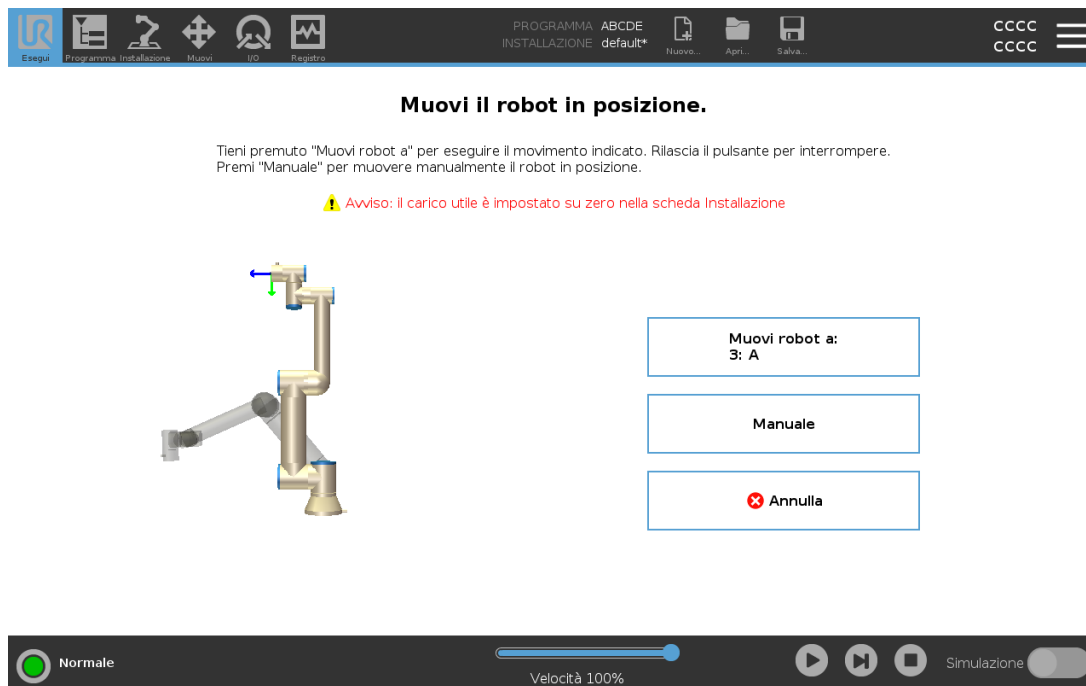 PROGRAMMA ABCDE
INSTALLAZIONE default*
CCCC
CCCC
Esegui Programma Installazione Muovi I/O Registro Nuovo... Apri... Salva...
Muovi il robot in posizione.
Tieni premuto "Muovi robot a" per eseguire il movimento indicato. Rilascia il pulsante per interrompere.
Premi "Manuale" per muovere manualmente il robot in posizione.
Avviso: il carico utile è impostato su zero nella scheda Installazione
Muovi robot a:
3: A
Manuale
Annulla
Normale
Velocità 100%
Simulazione